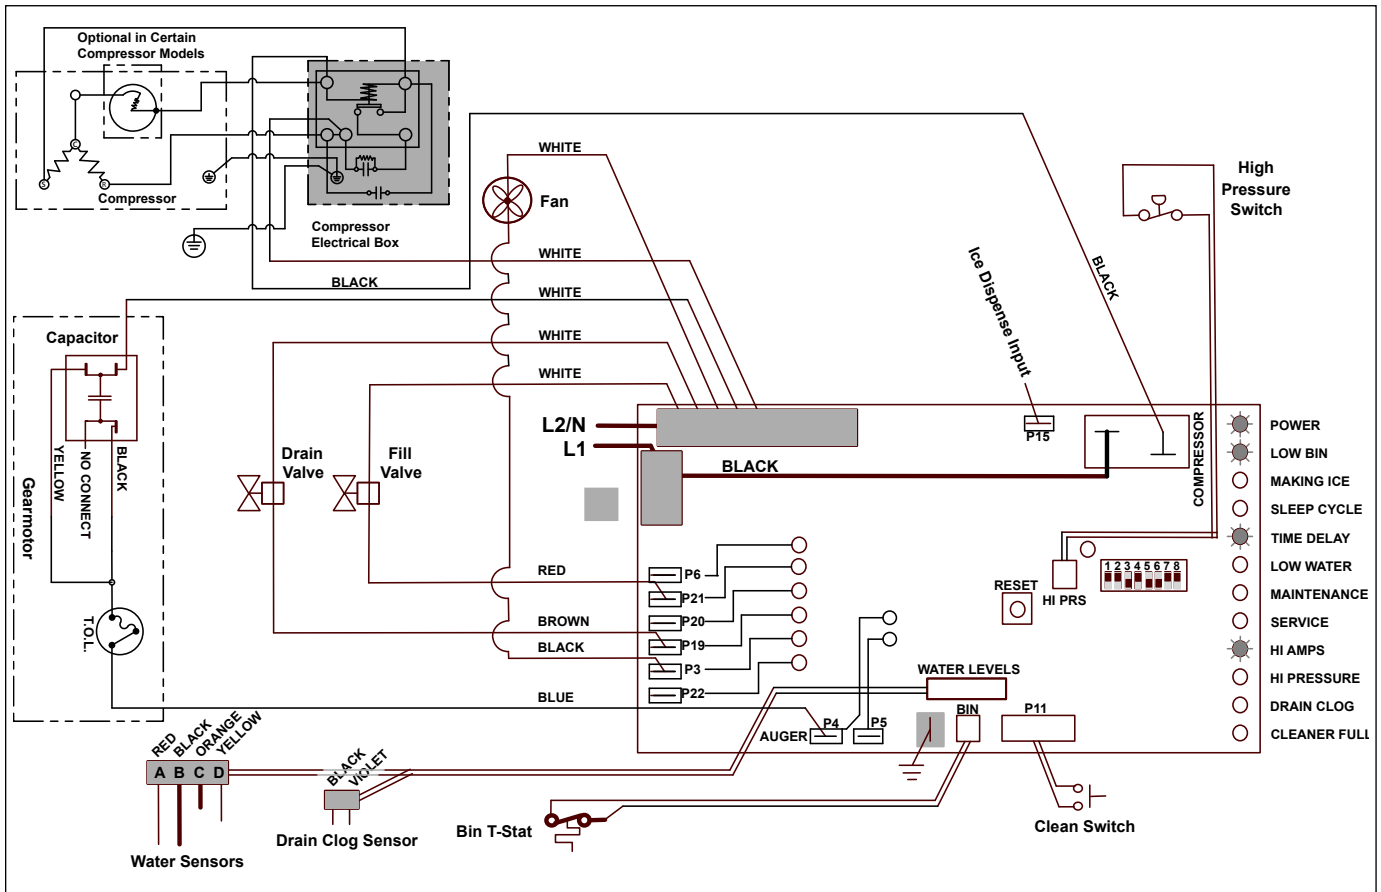 Optional in Certain
Compressor Models
C
S
R
Compressor
Compressor
Electrical Box
WHITE
Fan
WHITE
BLACK
WHITE
WHITE
WHITE
High
Pressure
Switch
BLACK
Ice Dispense Input
P15
Capacitor
YELLOW
NO CONNECT
BLACK
Gearmotor
T.O.L.
Drain
Valve
Fill
Valve
L2/N
L1
BLACK
COMPRESSOR
POWER
LOW BIN
MAKING ICE
SLEEP CYCLE
TIME DELAY
LOW WATER
MAINTENANCE
SERVICE
HI AMPS
HI PRESSURE
DRAIN CLOG
CLEANER FULL
1 2 3 4 5 6 7 8
HI PRS
RESET
RED
BROWN
BLACK
BLUE
P6
P21
P20
P19
P3
P22
AUGER
P4
P5
WATER LEVELS
BIN
P11
RED
BLACK
ORANGE
YELLOW
A B C D
Water Sensors
BLACK
VIOLET
Drain Clog Sensor
Bin T-Stat
Clean Switch